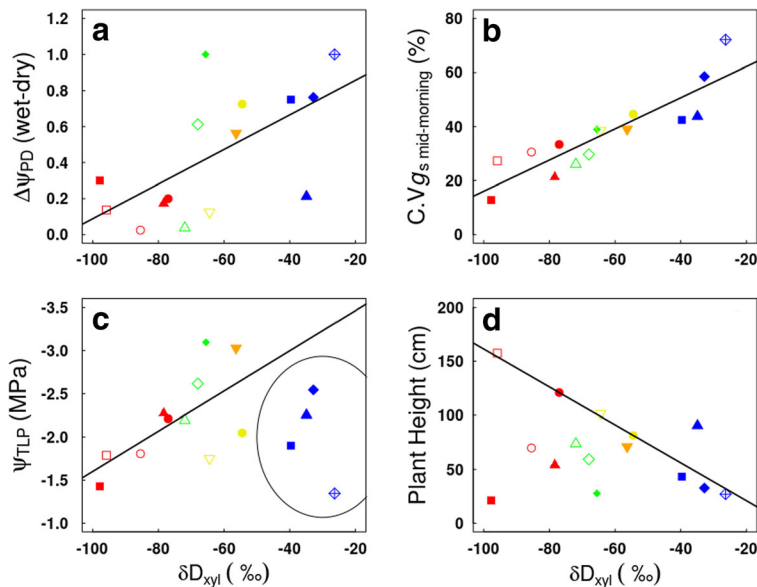 a
ΔψPD (wet-dry)
1.2
1.0
0.8
0.6
0.4
0.2
0.0
-100 -80 -60 -40 -20
b
C.Vgs mid-morning (%)
80
60
40
20
0
-100 -80 -60 -40 -20
c
ψTLP (MPa)
-3.5
-3.0
-2.5
-2.0
-1.5
-1.0
-100 -80 -60 -40 -20
δDxyl ( ‰)
d
Plant Height (cm)
200
150
100
50
0
-100 -80 -60 -40 -20
δDxyl ( ‰)